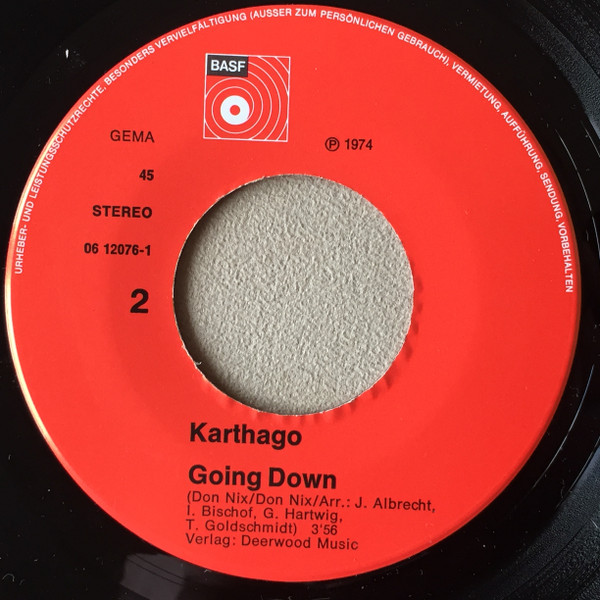 URHEBER- UND LEISTUNGSSCHUTZRECHTE, BESONDERS VERVIELFÄLTIGUNG (AUSSER ZUM PERSÖNLICHEN GEBRAUCH), VERMIETUNG, AUFFÜHRUNG, SENDUNG, VORBEHALTEN
BASF
GEMA
℗ 1974
45
STEREO
06 12076-1
2
Karthago
Going Down
(Don Nix/Don Nix/Arr.: J. Albrecht,
I. Bischof, G. Hartwig,
T. Goldschmidt) 3'56
Verlag: Deerwood Music